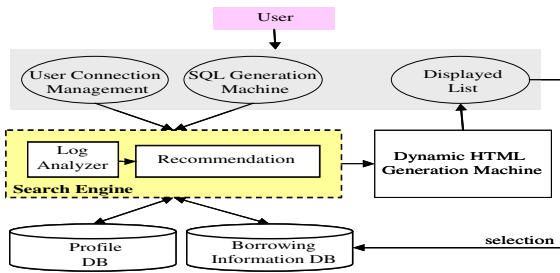 User
User Connection
Management
SQL Generation
Machine
Displayed
List
Log
Analyzer
Recommendation
Search Engine
Dynamic HTML
Generation Machine
Profile
DB
Borrowing
Information DB
selection